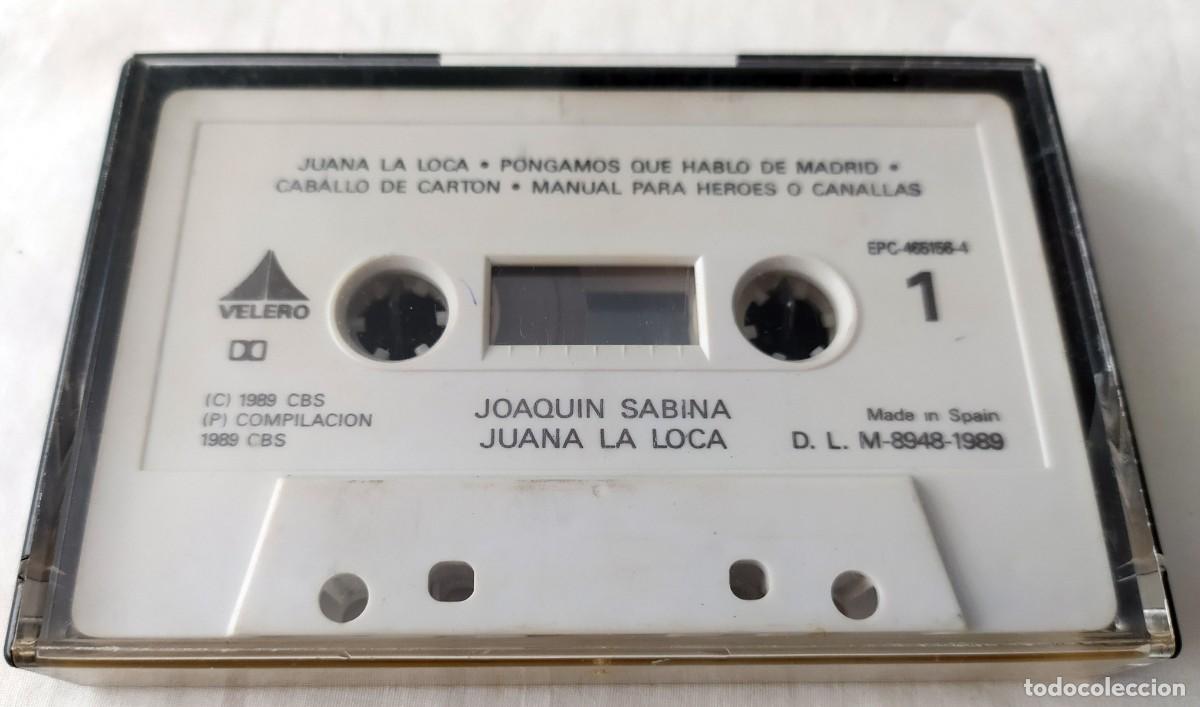 JUANA LA LOCA • PONGAMOS QUE HABLO DE MADRID •
CABALLO DE CARTON • MANUAL PARA HEROES O CANALLAS
EPC-465156-4
1
VELERO
(C) 1989 CBS
(P) COMPILACION
1989 CBS
JOAQUIN SABINA
JUANA LA LOCA
Made in Spain
D. L. M-8948-1989
todocoleccion